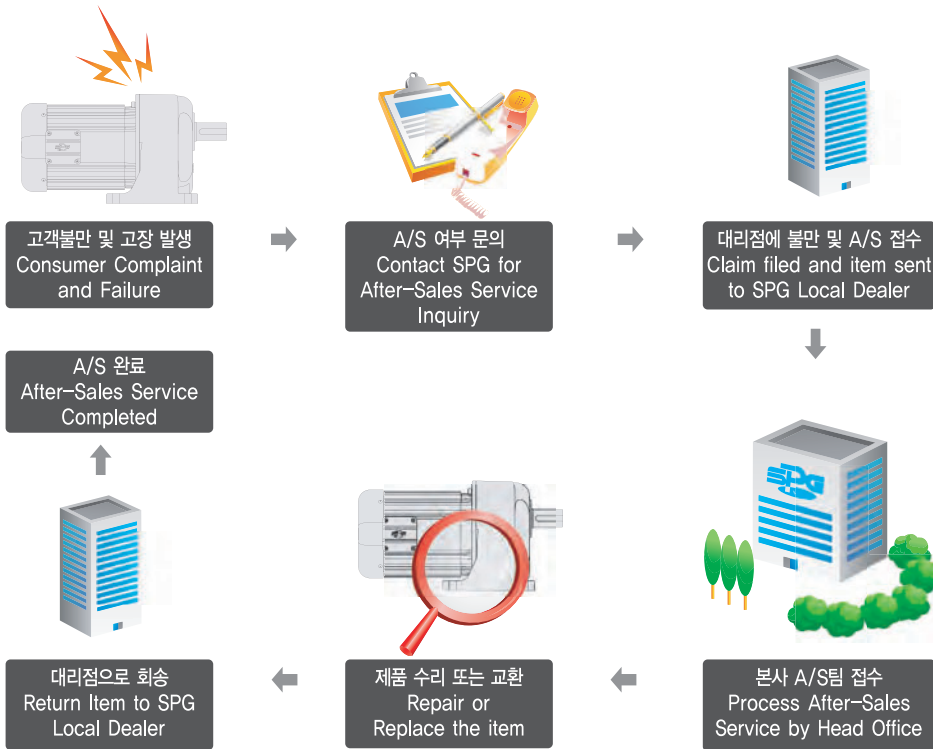 고객불만 및 고장 발생
Consumer Complaint
and Failure
A/S 여부 문의
Contact SPG for
After-Sales Service
Inquiry
대리점에 불만 및 A/S 접수
Claim filed and item sent
to SPG Local Dealer
SPG
본사 A/S팀 접수
Process After-Sales
Service by Head Office
제품 수리 또는 교환
Repair or
Replace the item
대리점으로 회송
Return Item to SPG
Local Dealer
A/S 완료
After-Sales Service
Completed